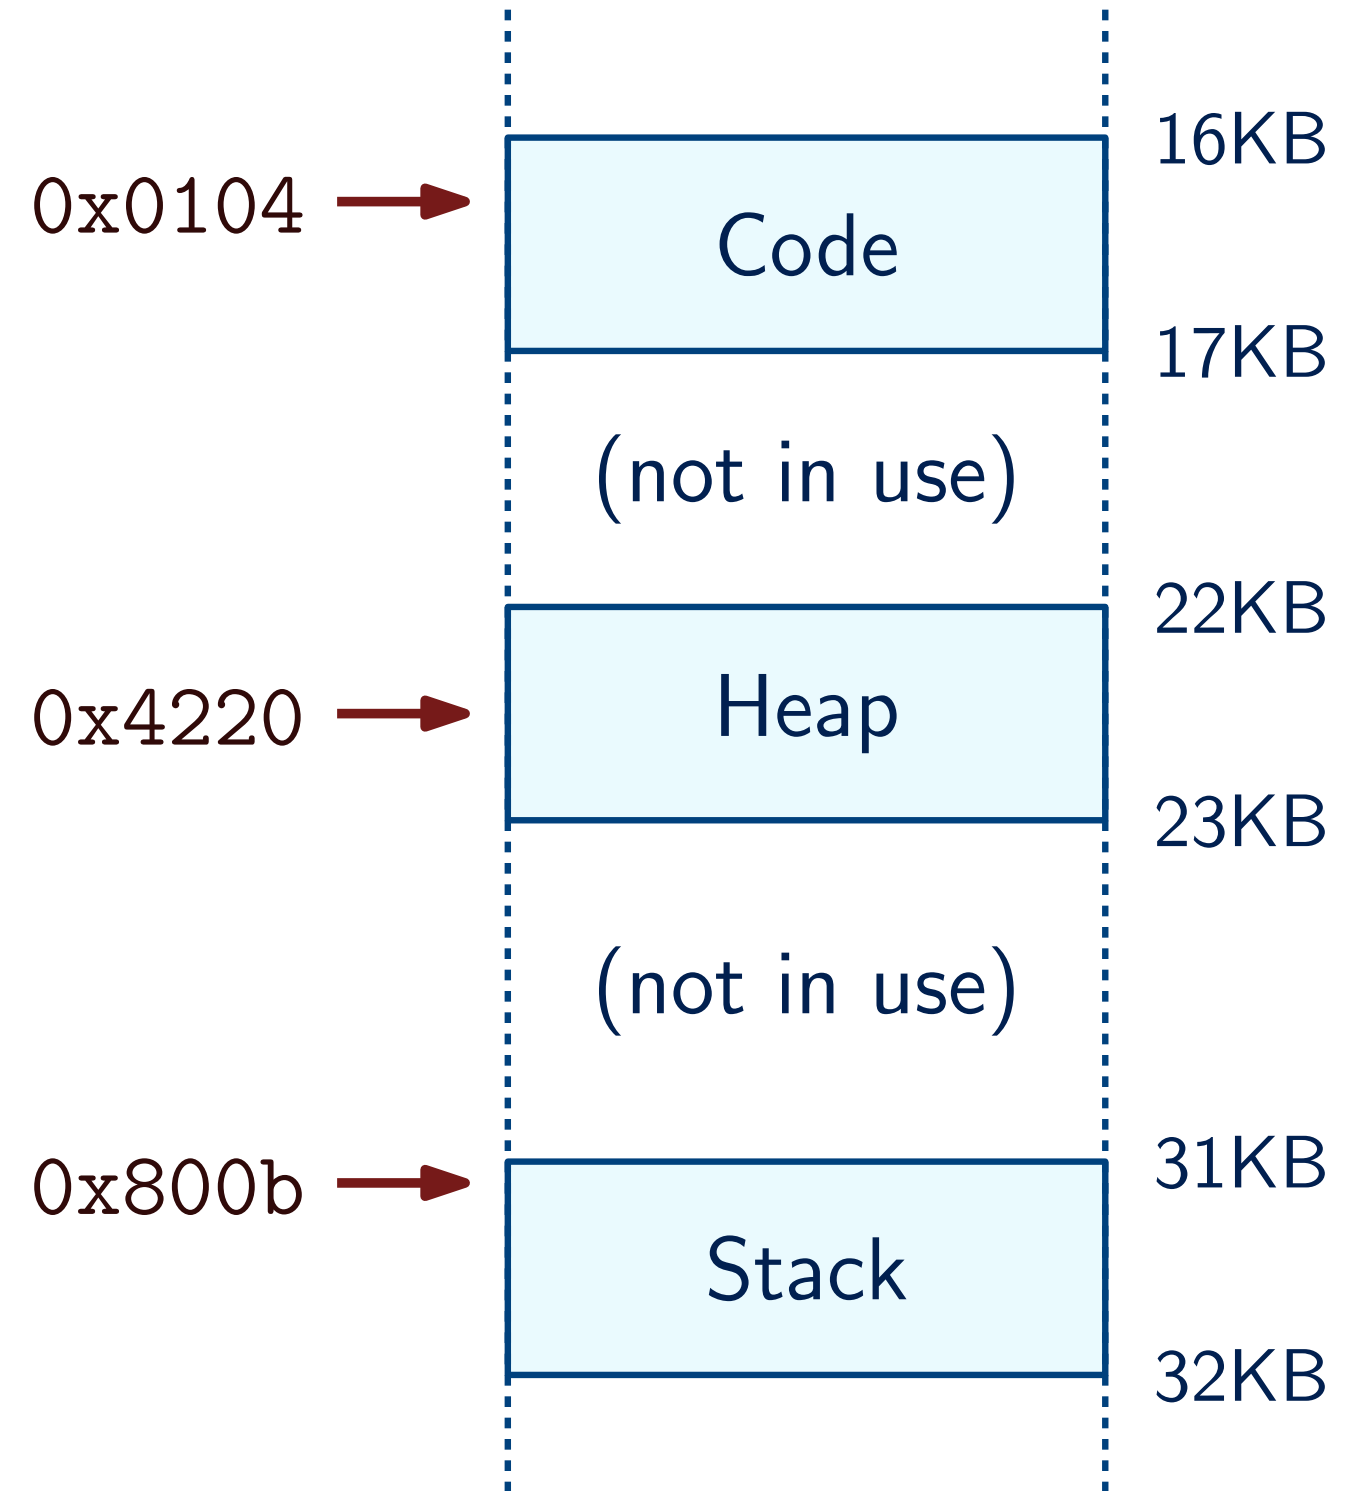 16KB
0x0104
Code
17KB
(not in use)
22KB
0x4220
Heap
23KB
(not in use)
31KB
0x800b
Stack
32KB